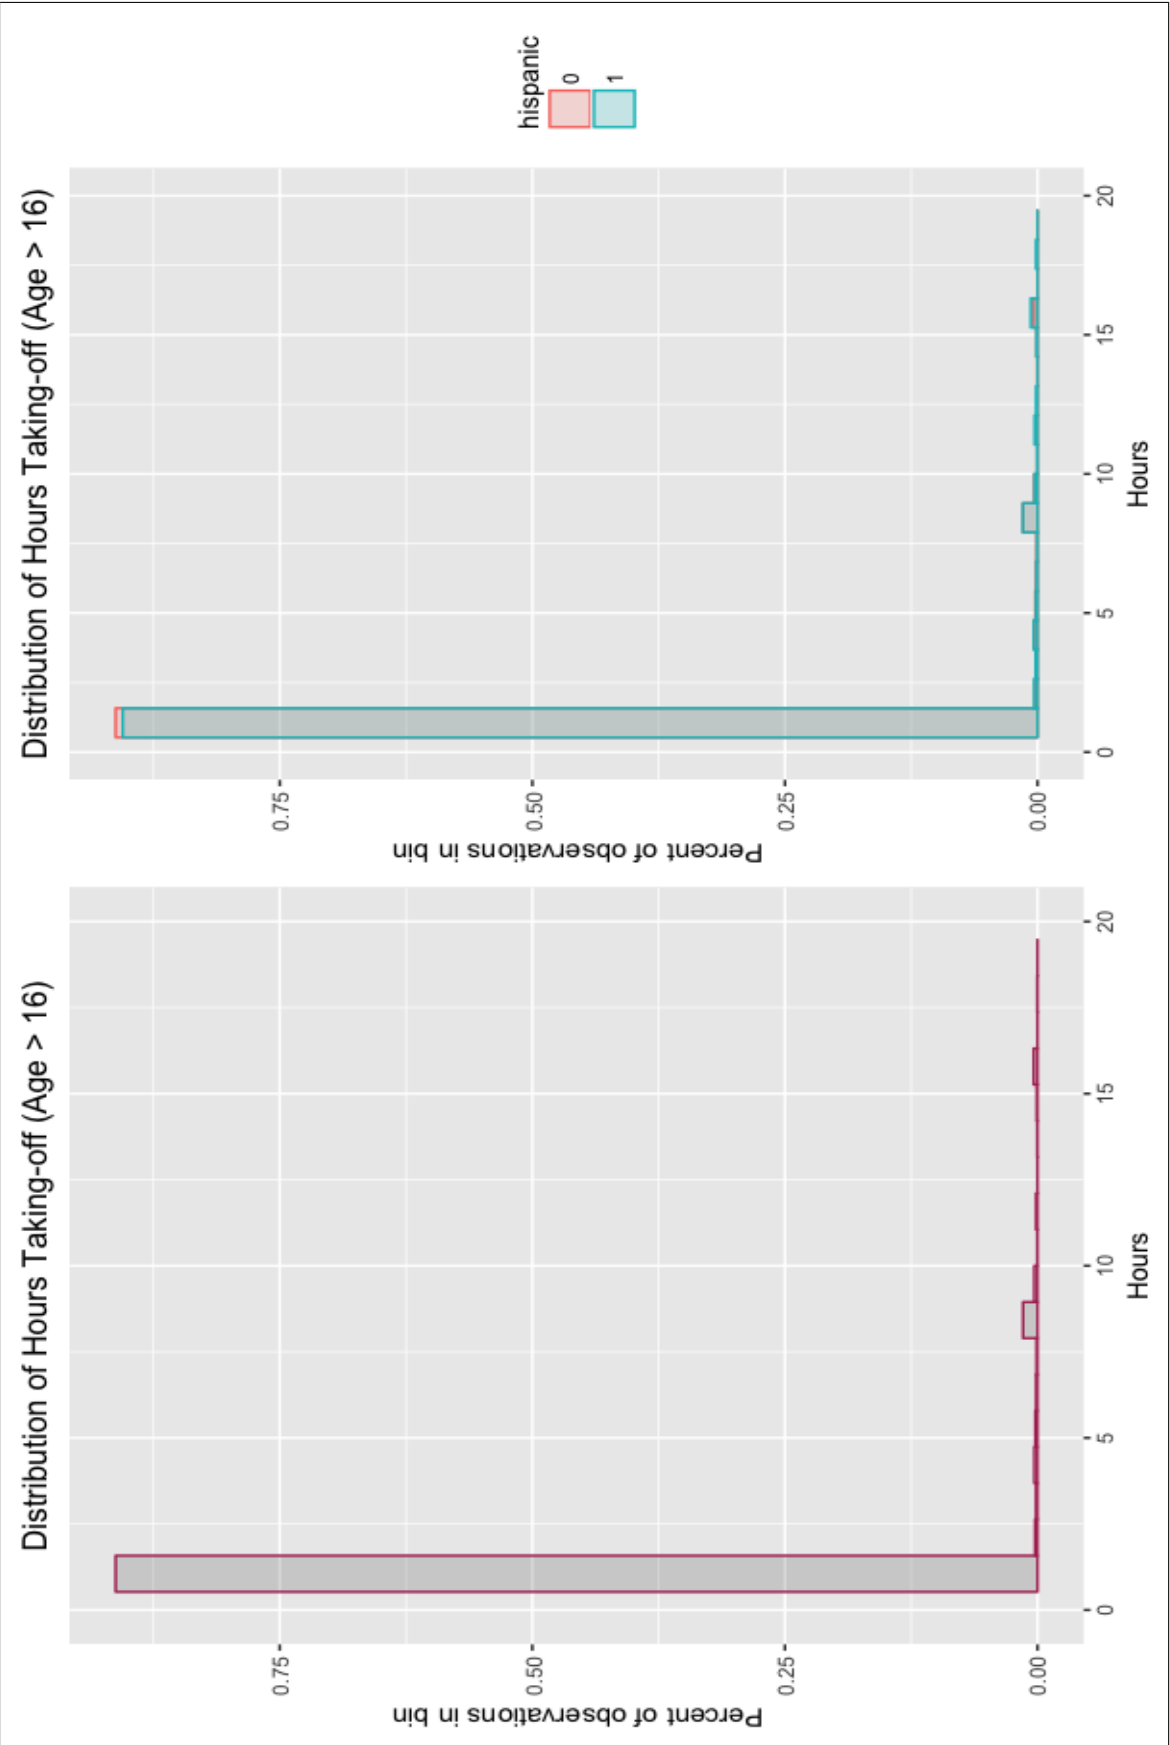 Distribution of Hours Taking-off (Age > 16)
Percent of observations in bin
0.75
0.50
0.25
0.00
0
5
10
15
20
Hours
Distribution of Hours Taking-off (Age > 16)
Percent of observations in bin
0.75
0.50
0.25
0.00
0
5
10
15
20
Hours
hispanic
0
1